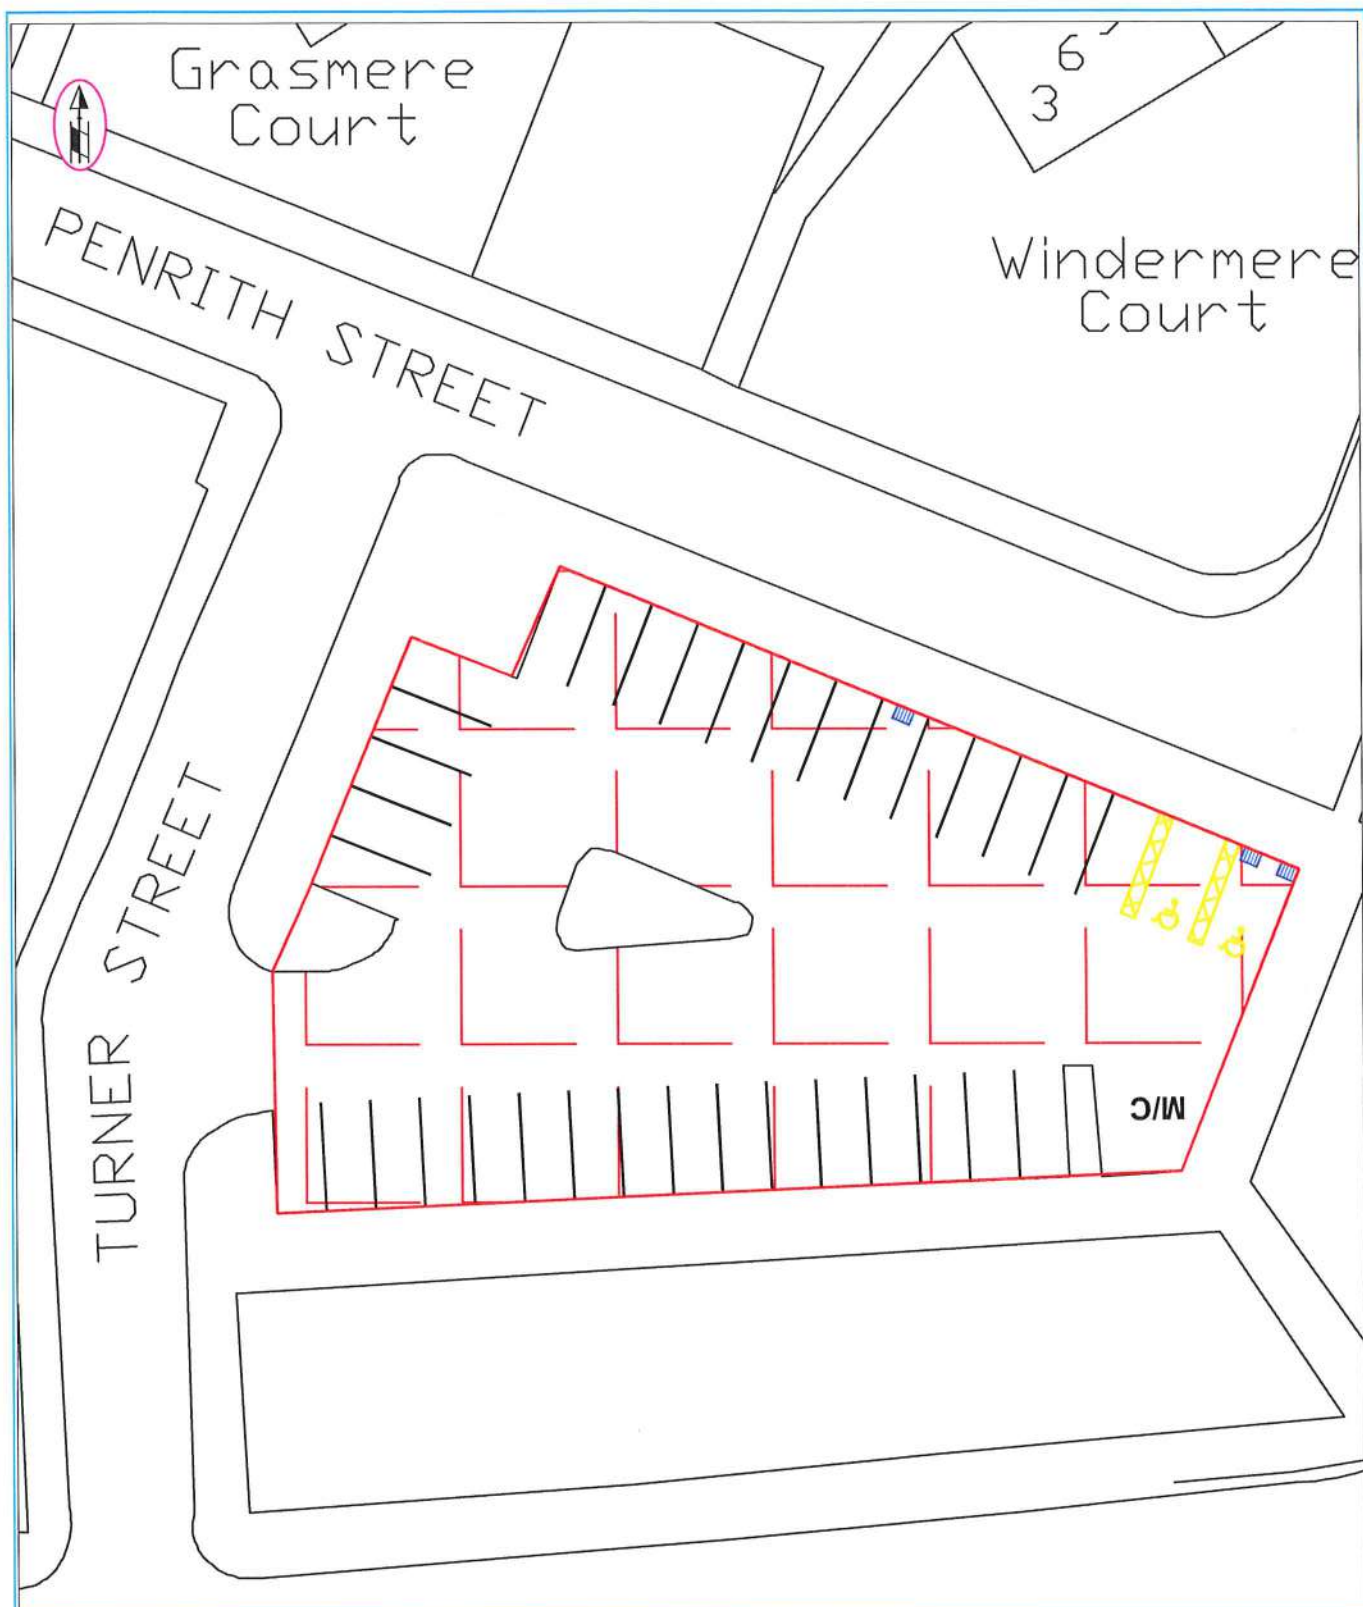 Grasmere
Court
6
3
PENRITH STREET
Windermere
Court
TURNER STREET
M/C